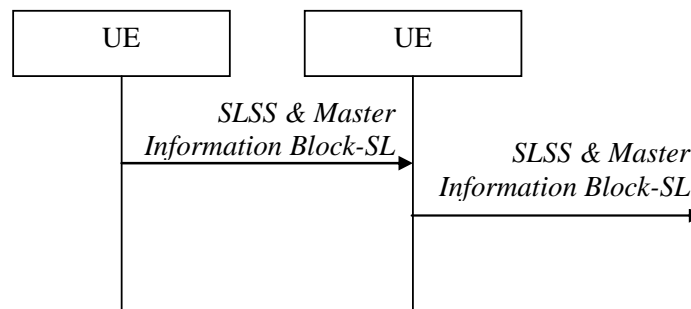 UE
UE
SLSS & Master
Information Block-SL
SLSS & Master
Information Block-SL